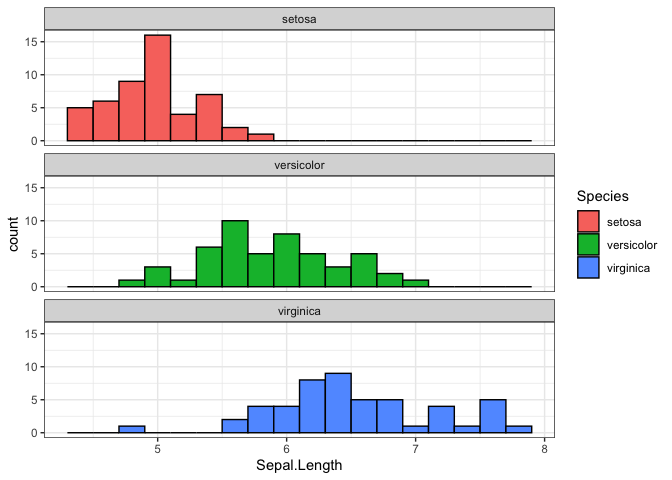 setosa
15
10
5
0
versicolor
15
10
5
0
count
virginica
15
10
5
0
5 6 7 8
Sepal.Length
Species
setosa
versicolor
virginica